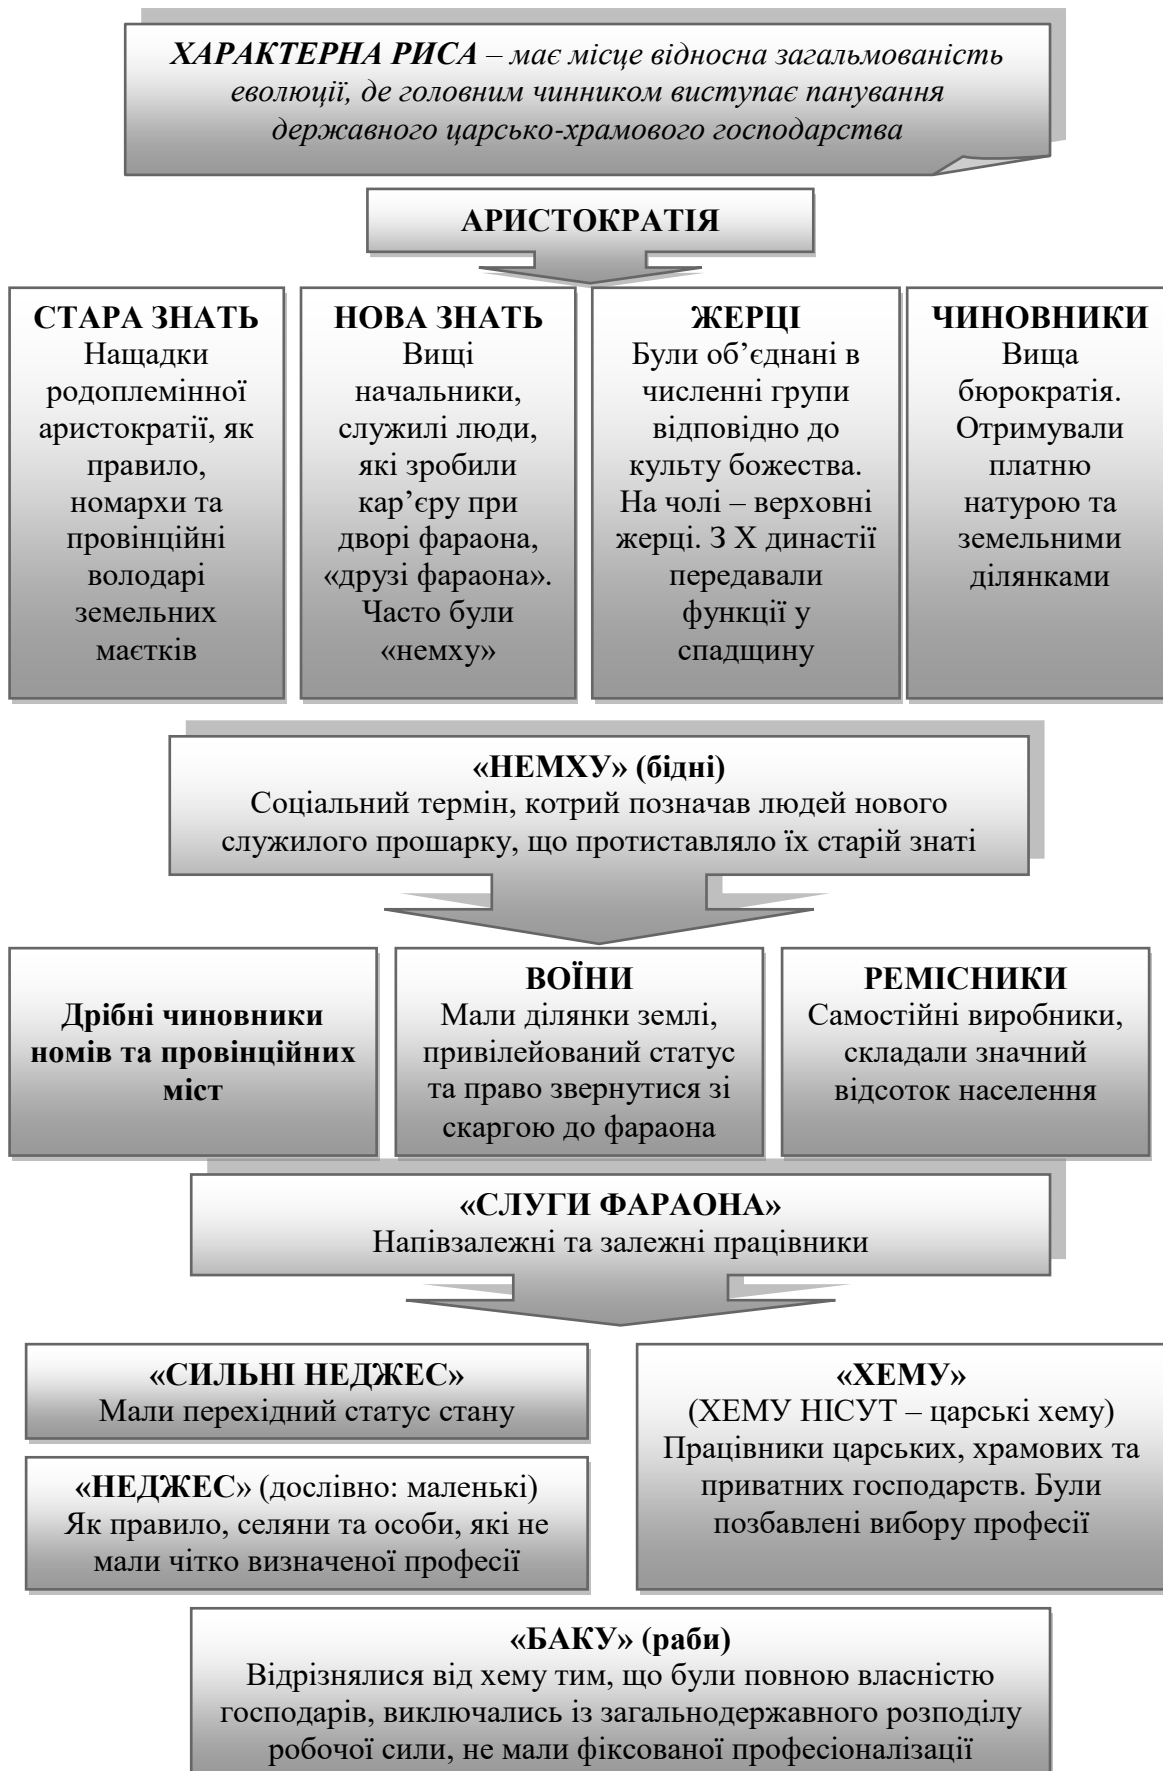 ХАРАКТЕРНА РИСА – має місце відносна загальмованість
еволюції, де головним чинником виступає панування
державного царсько-храмового господарства
АРИСТОКРАТІЯ
СТАРА ЗНАТЬ
Нащадки
родоплемінної
аристократії, як
правило,
номархи та
провінційні
володарі
земельних
маєтків
НОВА ЗНАТЬ
Вищі
начальники,
служилі люди,
які зробили
кар’єру при
дворі фараона,
«друзі фараона».
Часто були
«немху»
ЖЕРЦІ
Були об’єднані в
численні групи
відповідно до
культу божества.
На чолі – верховні
жерці. З X династії
передавали
функції у
спадщину
ЧИНОВНИКИ
Вища
бюрократія.
Отримували
платню
натурою та
земельними
ділянками
«НЕМХУ» (бідні)
Соціальний термін, котрий позначав людей нового
служилого прошарку, що протиставляло їх старій знаті
Дрібні чиновники
номів та провінційних
міст
ВОЇНИ
Мали ділянки землі,
привілейований статус
та право звернутися зі
скаргою до фараона
РЕМІСНИКИ
Самостійні виробники,
складали значний
відсоток населення
«СЛУГИ ФАРАОНА»
Напівзалежні та залежні працівники
«СИЛЬНІ НЕДЖЕС»
Мали перехідний статус стану
«НЕДЖЕС» (дослівно: маленькі)
Як правило, селяни та особи, які не
мали чітко визначеної професії
«ХЕМУ»
(ХЕМУ НІСУТ – царські хему)
Працівники царських, храмових та
приватних господарств. Були
позбавлені вибору професії
«БАКУ» (раби)
Відрізнялися від хему тим, що були повною власністю
господарів, виключались із загальнодержавного розподілу
робочої сили, не мали фіксованої професіоналізації